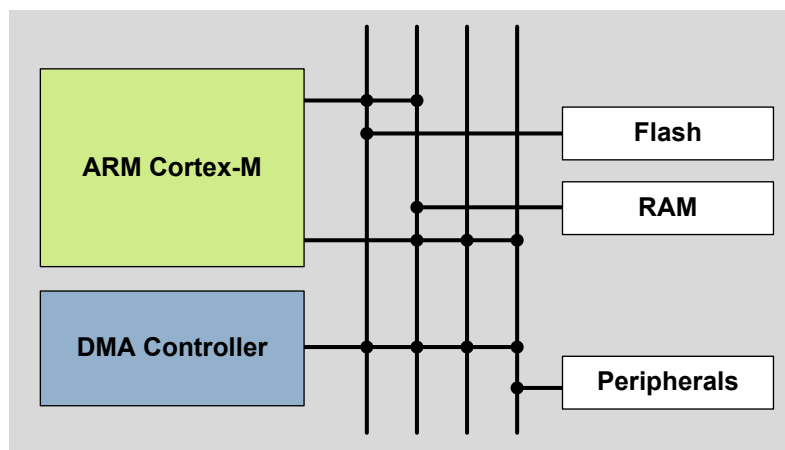 ARM Cortex-M
Flash
RAM
DMA Controller
Peripherals